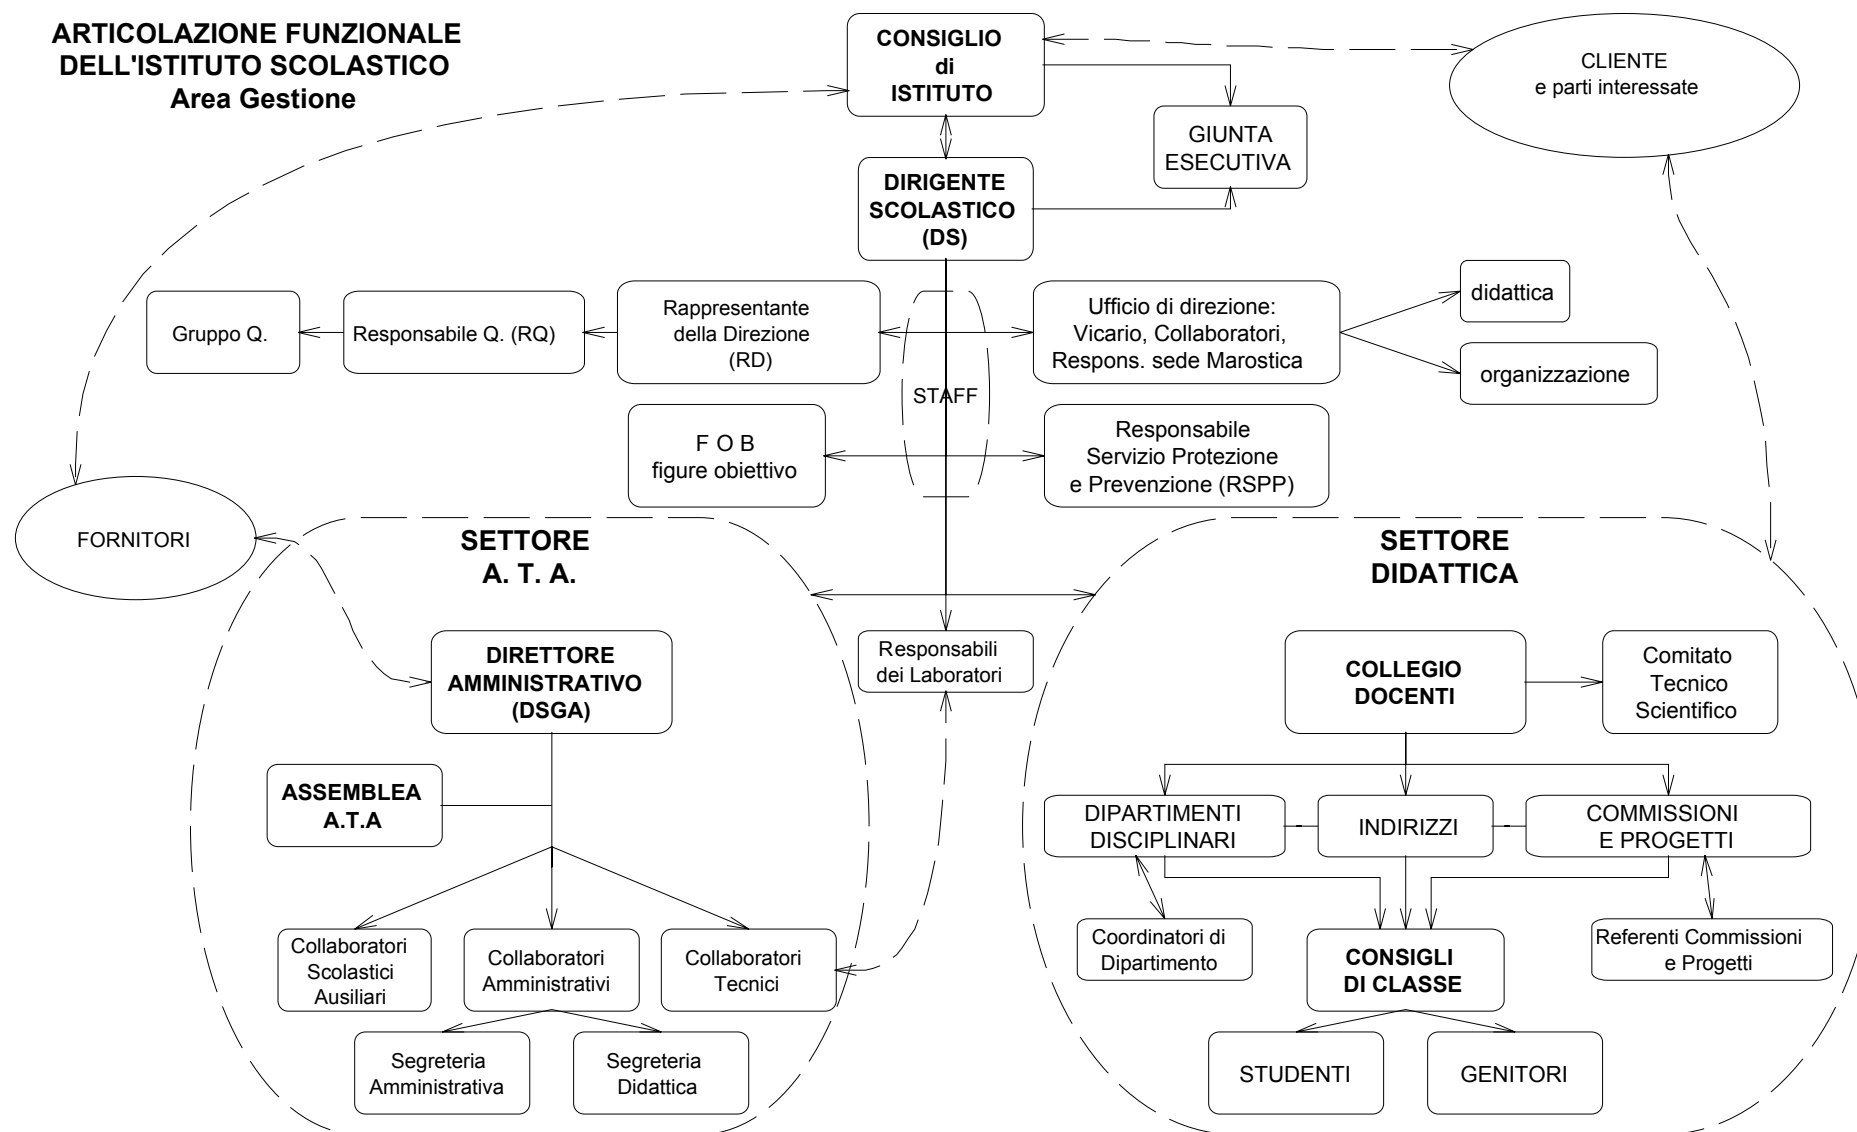 ARTICOLAZIONE FUNZIONALE
DELL'ISTITUTO SCOLASTICO
Area Gestione
CONSIGLIO
di
ISTITUTO
CLIENTE
e parti interessate
GIUNTA
ESECUTIVA
DIRIGENTE
SCOLASTICO
(DS)
Gruppo Q.
Responsabile Q. (RQ)
Rappresentante
della Direzione
(RD)
Ufficio di direzione:
Vicario, Collaboratori,
Respons. sede Marostica
didattica
organizzazione
STAFF
F O B
figure obiettivo
Responsabile
Servizio Protezione
e Prevenzione (RSPP)
FORNITORI
SETTORE
A. T. A.
SETTORE
DIDATTICA
DIRETTORE
AMMINISTRATIVO
(DSGA)
Responsabili
dei Laboratori
COLLEGIO
DOCENTI
Comitato
Tecnico
Scientifico
ASSEMBLEA
A.T.A
DIPARTIMENTI
DISCIPLINARI
INDIRIZZI
COMMISSIONI
E PROGETTI
Collaboratori
Scolastici
Ausiliari
Collaboratori
Amministrativi
Collaboratori
Tecnici
Coordinatori di
Dipartimento
CONSIGLI
DI CLASSE
Referenti Commissioni
e Progetti
Segreteria
Amministrativa
Segreteria
Didattica
STUDENTI
GENITORI